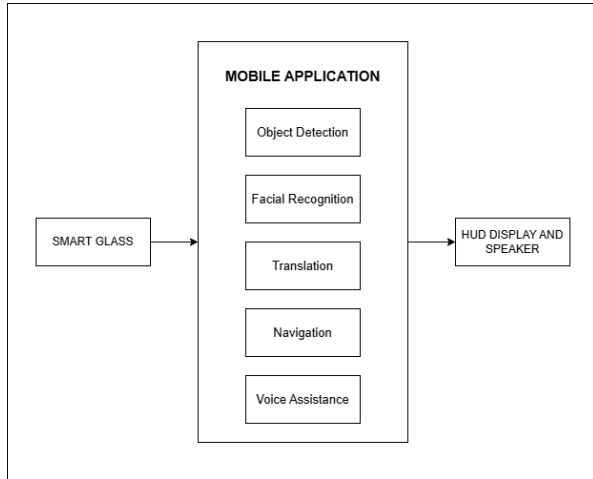 MOBILE APPLICATION
Object Detection
Facial Recognition
SMART GLASS
HUD DISPLAY AND
SPEAKER
Translation
Navigation
Voice Assistance